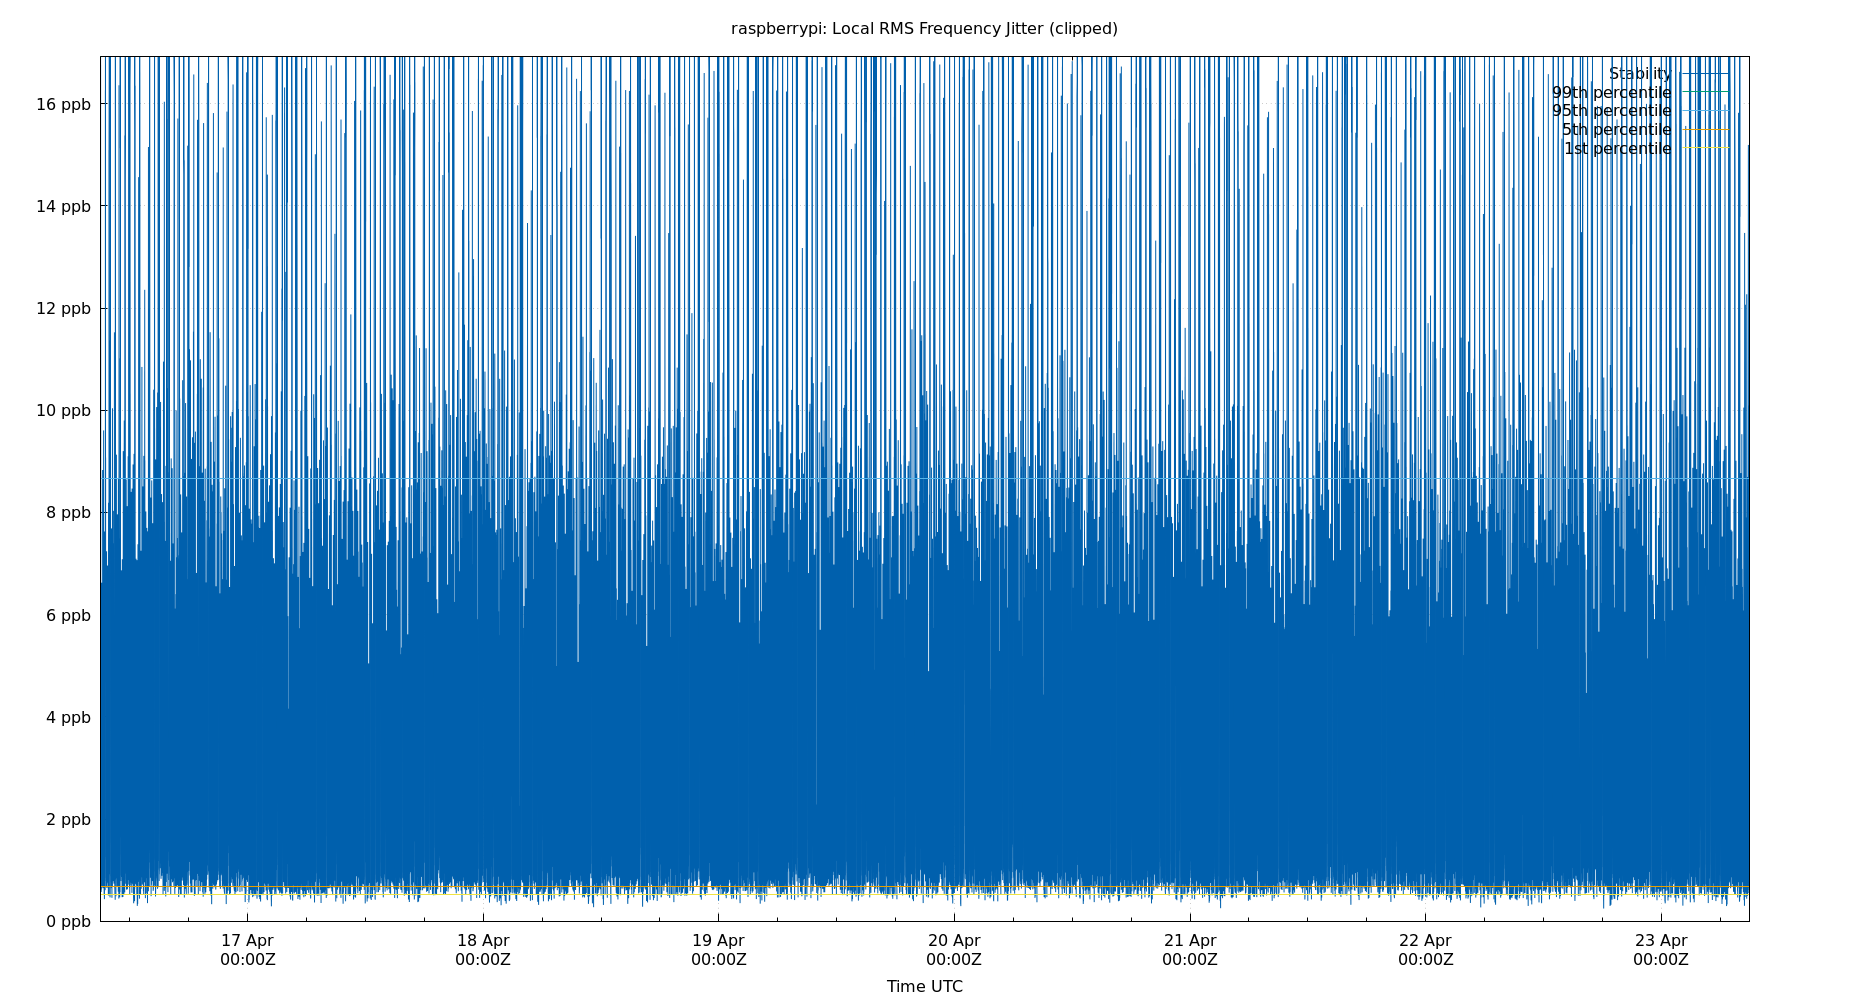 raspberrypi: Local RMS Frequency Jitter (clipped)
Stability
99th percentile
95th percentile
5th percentile
1st percentile
16 ppb
14 ppb
12 ppb
10 ppb
8 ppb
6 ppb
4 ppb
2 ppb
0 ppb
17 Apr
00:00Z
18 Apr
00:00Z
19 Apr
00:00Z
20 Apr
00:00Z
21 Apr
00:00Z
22 Apr
00:00Z
23 Apr
00:00Z
Time UTC